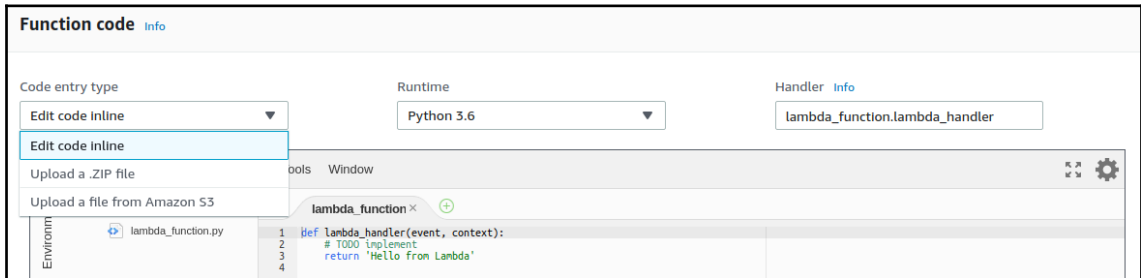 Function code Info
Code entry type
Runtime
Handler Info
Edit code inline
Python 3.6
lambda_function.lambda_handler
Edit code inline
Upload a .ZIP file
Upload a file from Amazon S3
ools Window
lambda_function ×
Environm
lambda_function.py
1 def lambda_handler(event, context):
2 # TODO implement
3 return 'Hello from Lambda'
4